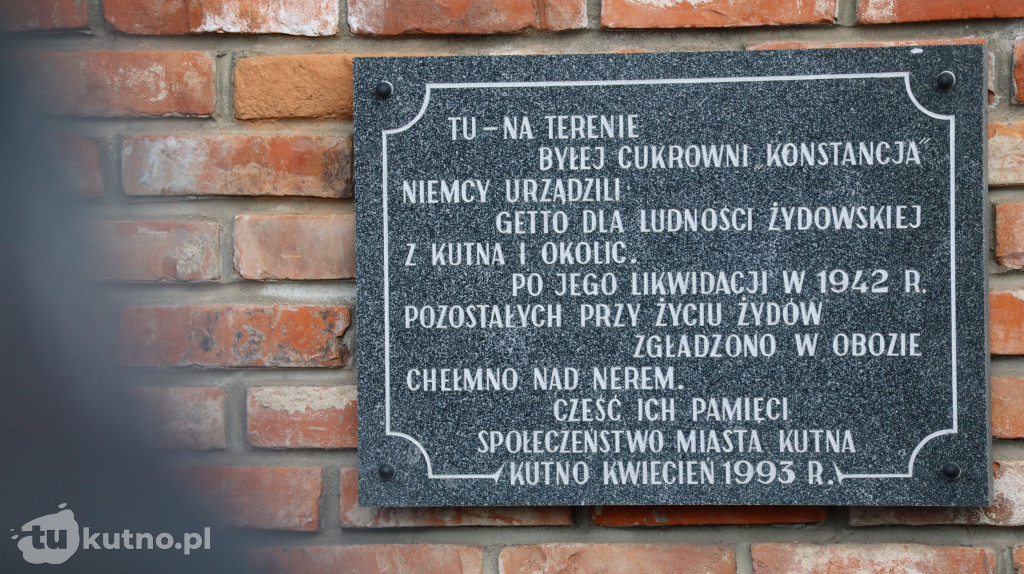 TU – NA TERENIE
BYŁEJ CUKROWNI „KONSTANCJA”
NIEMCY URZĄDZILI
GETTO DLA LUDNOŚCI ŻYDOWSKIEJ
Z KUTNA I OKOLIC.
PO JEGO LIKWIDACJI W 1942 R.
POZOSTAŁYCH PRZY ŻYCIU ŻYDÓW
ZGŁADZONO W OBOZIE
CHEŁMNO NAD NEREM.
CZEŚĆ ICH PAMIĘCI
SPOŁECZEŃSTWO MIASTA KUTNA
KUTNO KWIECIEŃ 1993 R.
tukutno.pl